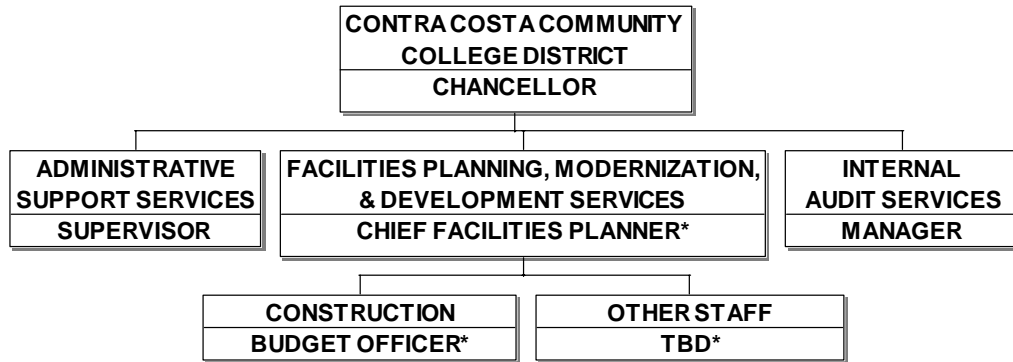 CONTRA COSTA COMMUNITY
COLLEGE DISTRICT
CHANCELLOR
ADMINISTRATIVE
SUPPORT SERVICES
SUPERVISOR
FACILITIES PLANNING, MODERNIZATION,
& DEVELOPMENT SERVICES
CHIEF FACILITIES PLANNER*
INTERNAL
AUDIT SERVICES
MANAGER
CONSTRUCTION
BUDGET OFFICER*
OTHER STAFF
TBD*